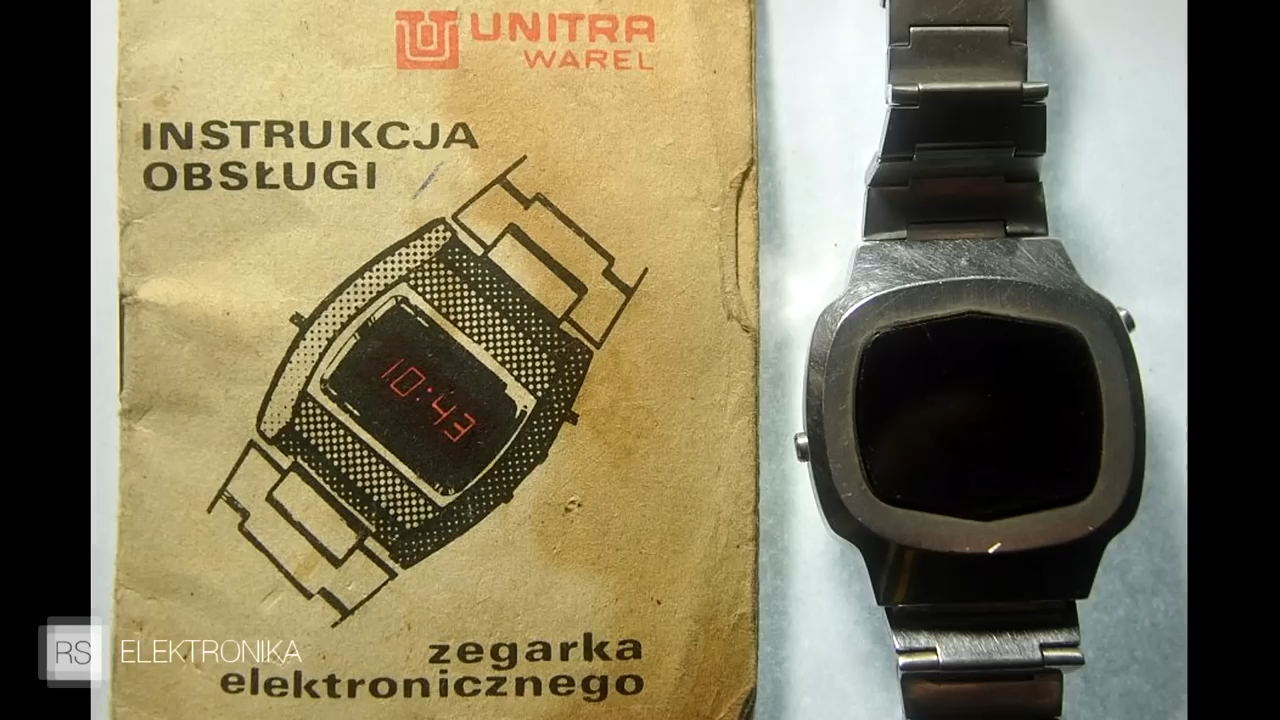 UNITRA
WAREL
INSTRUKCJA
OBSŁUGI
10:43
zegarka
elektronicznego
RS ELEKTRONIKA